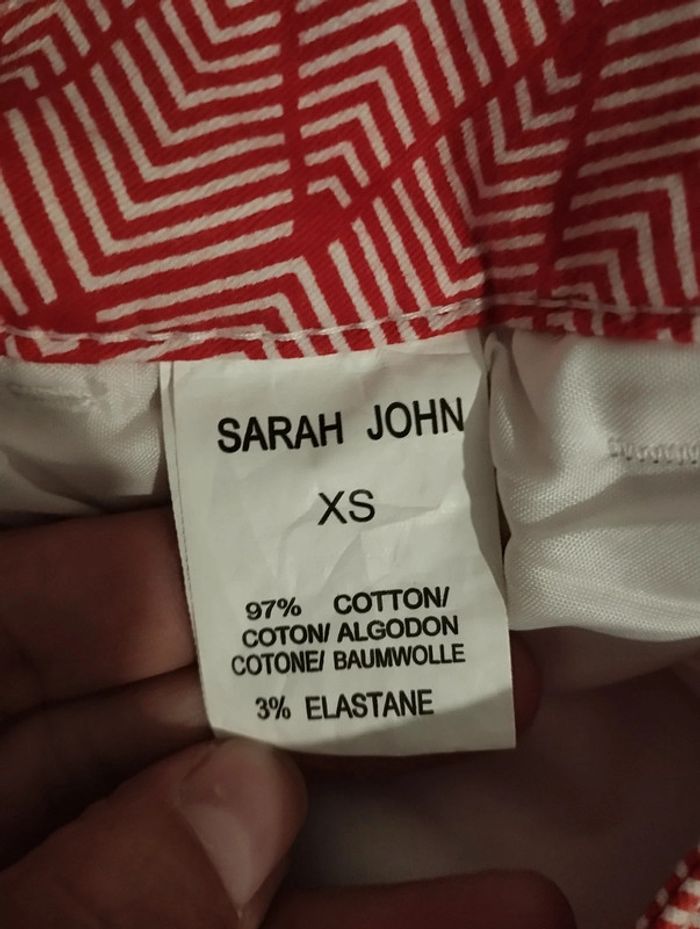 SARAH JOHN
XS
97% COTTON/
COTON/ ALGODON
COTONE/ BAUMWOLLE
3% ELASTANE